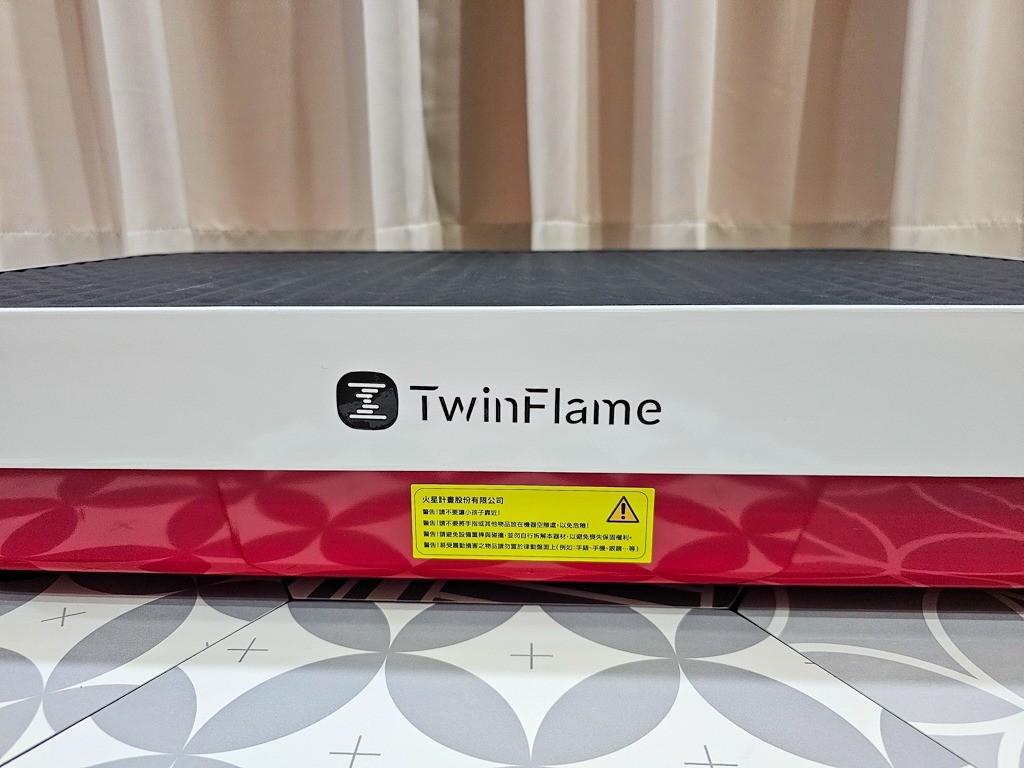 TwinFlame
火星計畫股份有限公司
警告!請不要讓小孩子靠近!
警告!請不要將手指或其他物品放在機器空隙處,以免危險!
警告!請避免設備重摔與碰撞,並勿自行拆解本器材,以避免喪失保固權利。
警告!易受震動損害之物品請勿置於律動盤面上(例如:手錶、手機、眼鏡…等)